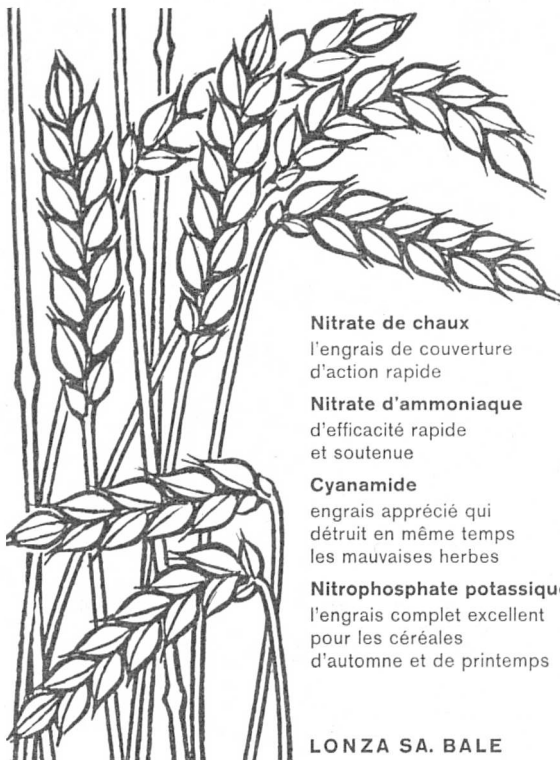 Nitrate de chaux
l'engrais de couverture
d'action rapide
Nitrate d'ammoniaque
d'efficacité rapide
et soutenue
Cyanamide
engrais apprécié qui
détruit en même temps
les mauvaises herbes
Nitrophosphate potassique
l'engrais complet excellent
pour les céréales
d'automne et de printemps
LONZA SA. BALE